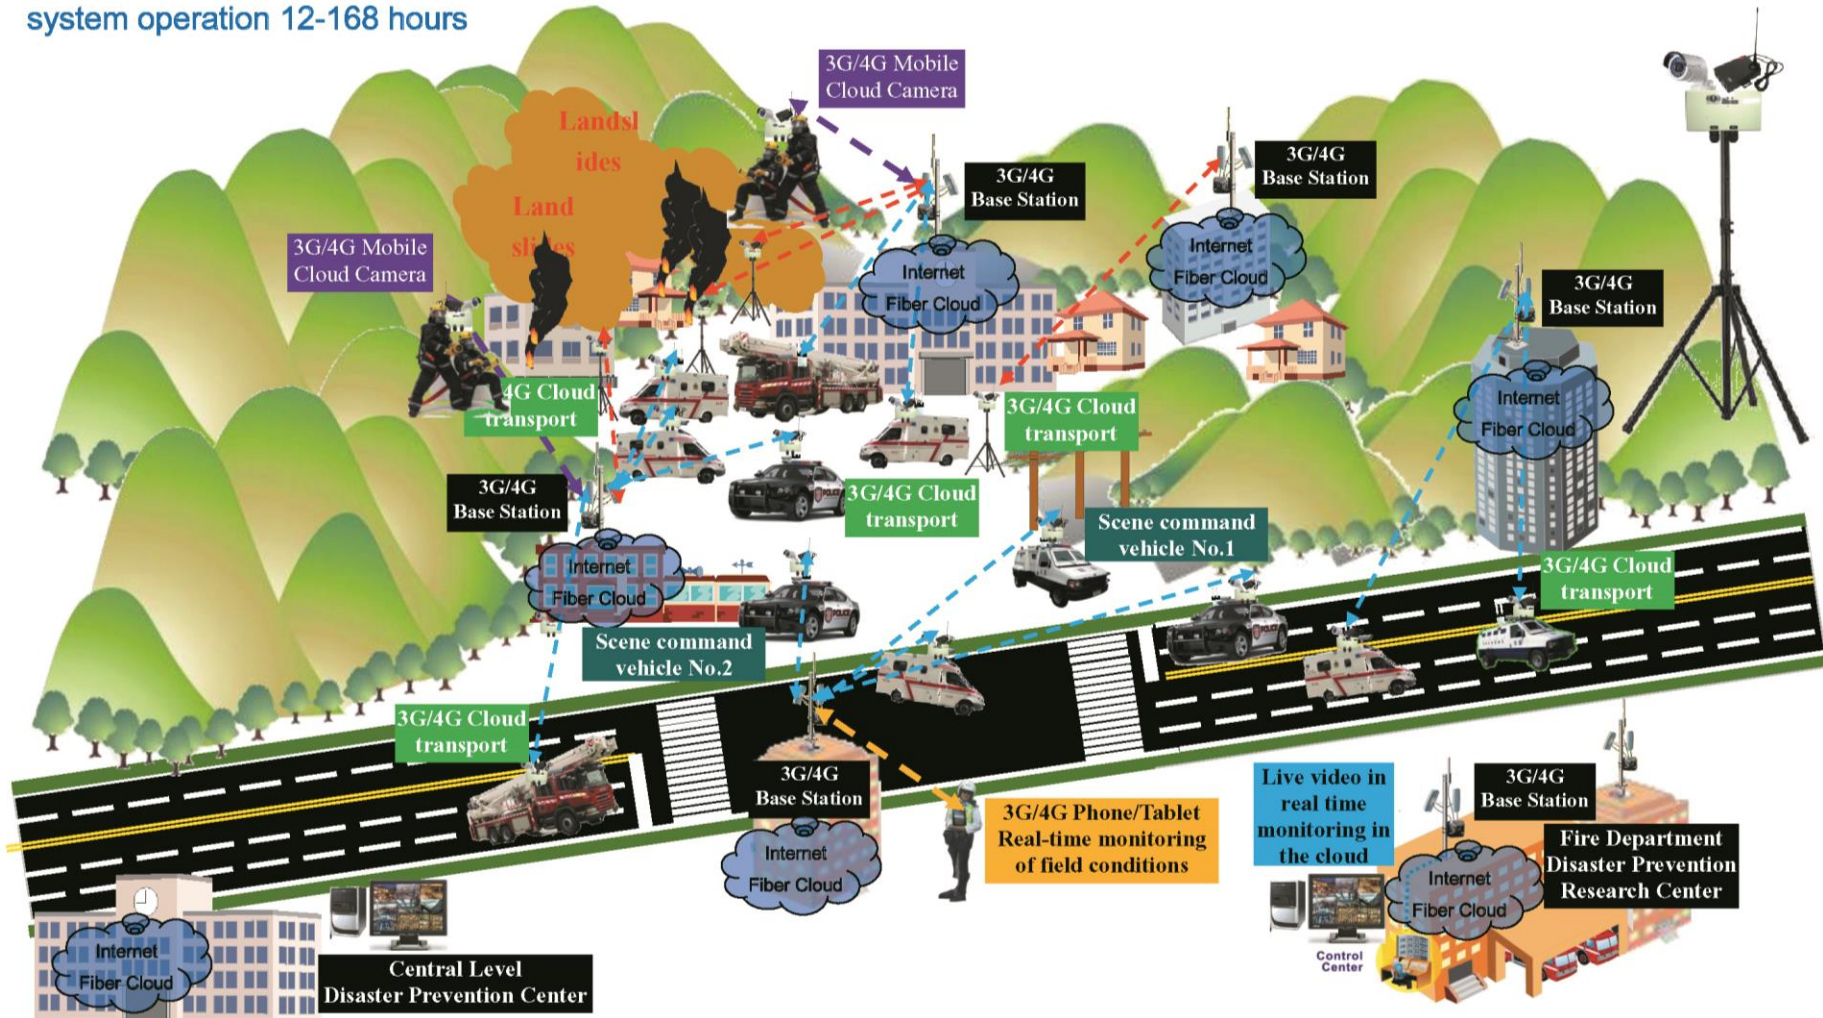 system operation 12-168 hours
3G/4G Mobile
Cloud Camera
Landsl
ides
3G/4G
Base Station
3G/4G
Base Station
Land
slides
3G/4G Mobile
Cloud Camera
Internet
Fiber Cloud
Internet
Fiber Cloud
3G/4G
Base Station
4G Cloud
transport
3G/4G Cloud
transport
Internet
Fiber Cloud
3G/4G
Base Station
3G/4G Cloud
transport
POLICE
Scene command
vehicle No.1
Internet
Fiber Cloud
3G/4G Cloud
transport
POLICE
POLICE
Scene command
vehicle No.2
3G/4G Cloud
transport
3G/4G
Base Station
Internet
Fiber Cloud
3G/4G Phone/Tablet
Real-time monitoring
of field conditions
Live video in
real time
monitoring in
the cloud
3G/4G
Base Station
Fire Department
Disaster Prevention
Research Center
Internet
Fiber Cloud
Control
Center
Internet
Fiber Cloud
Central Level
Disaster Prevention Center